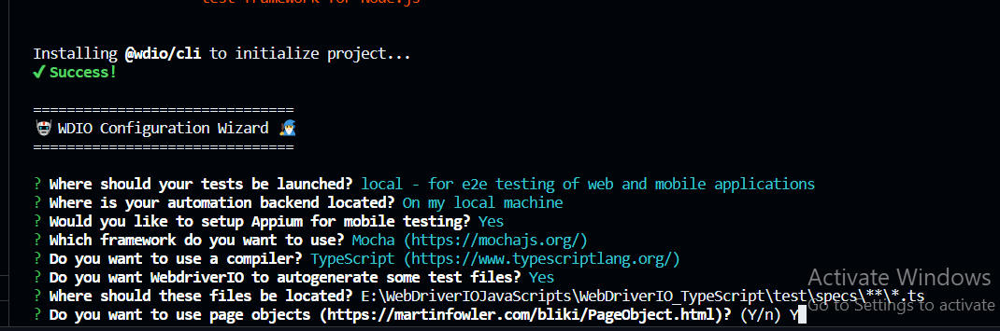 test framework for Node.js
Installing @wdio/cli to initialize project...
✔ Success!
===============================
🤖 WDIO Configuration Wizard 🧙
===============================
? Where should your tests be launched? local - for e2e testing of web and mobile applications
? Where is your automation backend located? On my local machine
? Would you like to setup Appium for mobile testing? Yes
? Which framework do you want to use? Mocha (https://mochajs.org/)
? Do you want to use a compiler? TypeScript (https://www.typescriptlang.org/)
? Do you want WebdriverIO to autogenerate some test files? Yes
? Where should these files be located? E:\WebDriverIOJavaScripts\WebDriverIO_TypeScript\test\specs\**\*.ts
? Do you want to use page objects (https://martinfowler.com/bliki/PageObject.html)? (Y/n) Y
Activate Windows
Go to Settings to activate